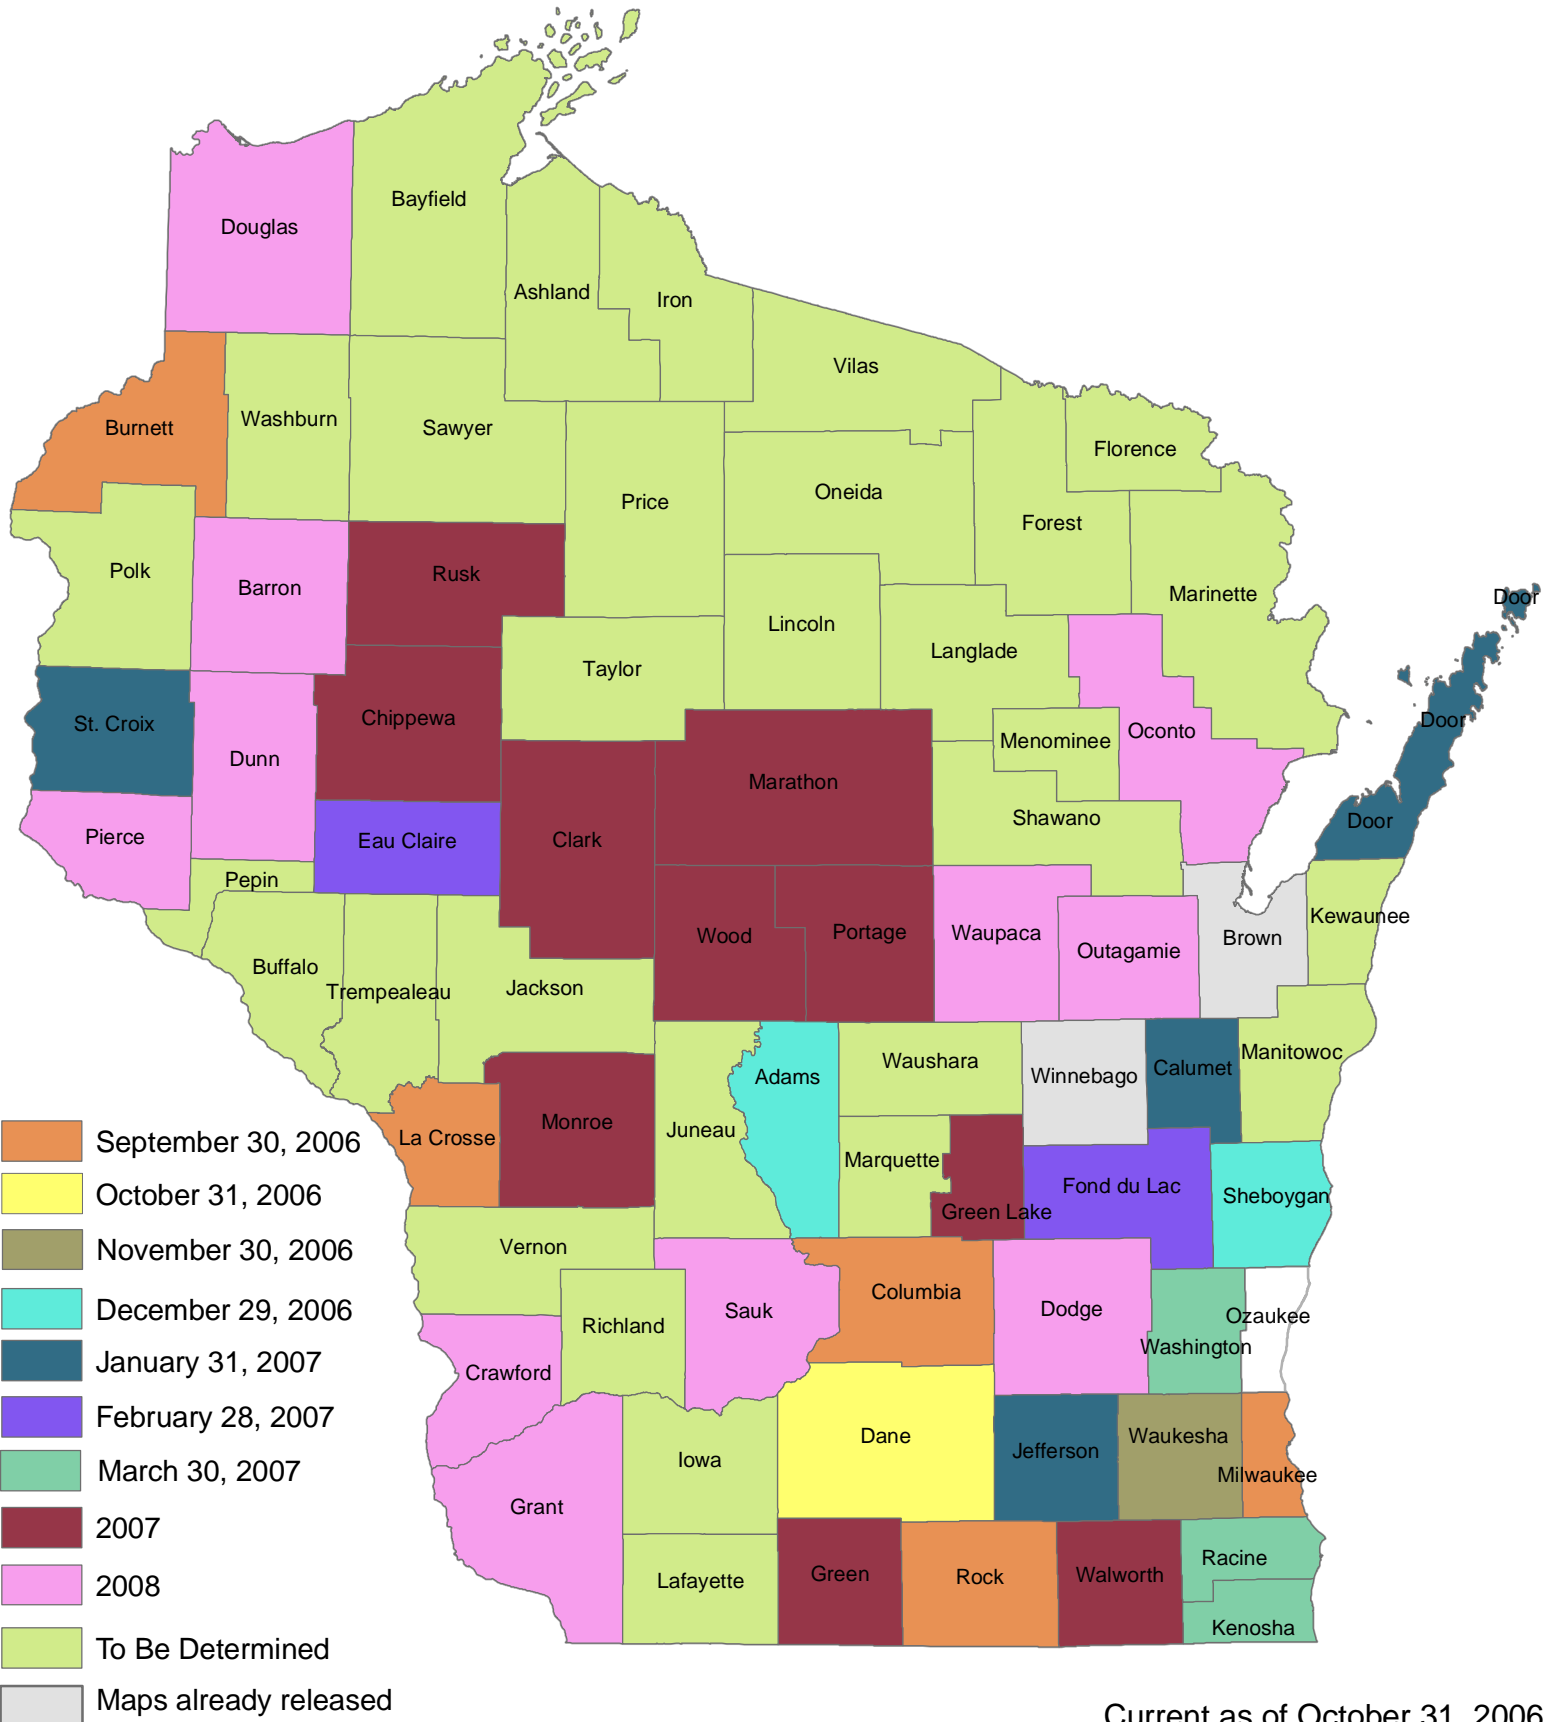 Douglas
Bayfield
Ashland
Iron
Vilas
Burnett
Washburn
Sawyer
Price
Oneida
Forest
Florence
Marinette
Polk
Barron
Rusk
Lincoln
Langlade
Taylor
Door
St. Croix
Dunn
Chippewa
Marathon
Menominee
Oconto
Door
Pierce
Eau Claire
Clark
Shawano
Door
Pepin
Wood
Portage
Waupaca
Outagamie
Brown
Kewaunee
Buffalo
Trempealeau
Jackson
Adams
Waushara
Winnebago
Calumet
Manitowoc
La Crosse
Monroe
Juneau
Marquette
Green Lake
Fond du Lac
Sheboygan
Vernon
Richland
Sauk
Columbia
Dodge
Washington
Ozaukee
Crawford
Grant
Iowa
Dane
Jefferson
Waukesha
Milwaukee
Lafayette
Green
Rock
Walworth
Racine
Kenosha
September 30, 2006
October 31, 2006
November 30, 2006
December 29, 2006
January 31, 2007
February 28, 2007
March 30, 2007
2007
2008
To Be Determined
Maps already released
Current as of October 31, 2006